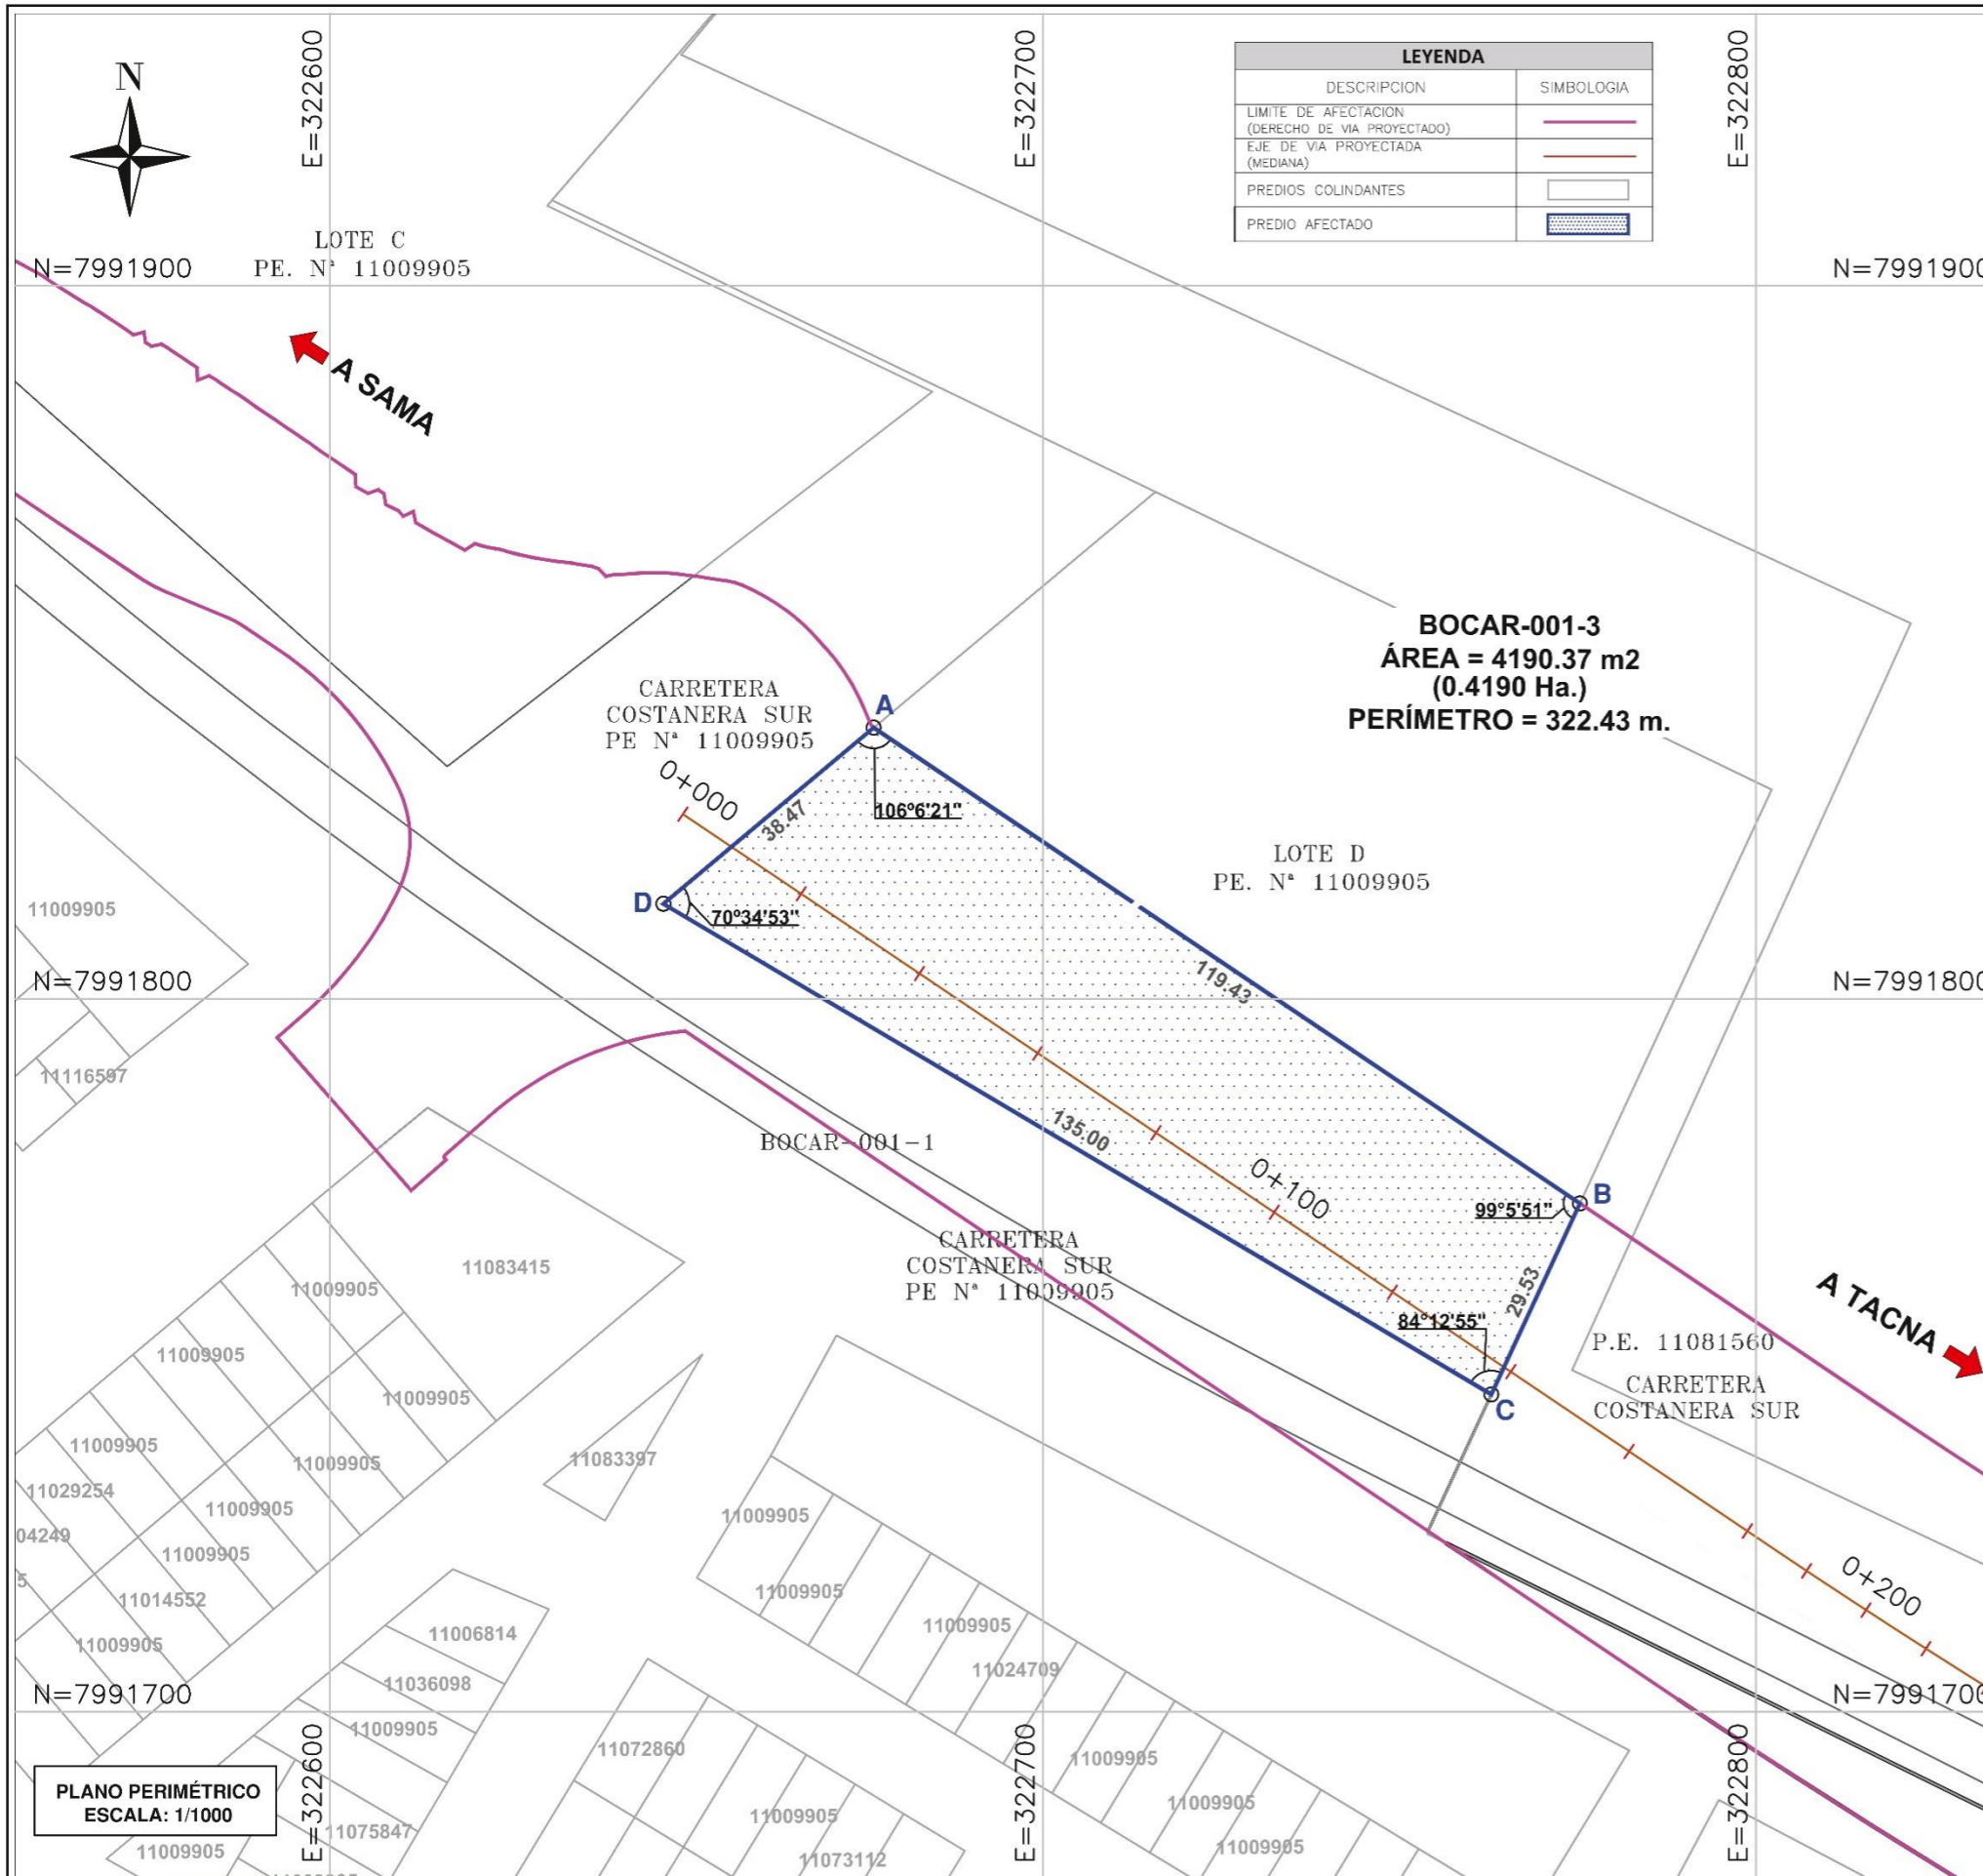 E=322600
E=322700
E=322800
N
LEYENDA
DESCRIPCION SIMBOLOGIA
LIMITE DE AFECTACION
(DERECHO DE VIA PROYECTADO)
EJE DE VIA PROYECTADA
(MEDIANA)
PREDIOS COLINDANTES
PREDIO AFECTADO
LOTE C
PE. Nª 11009905
N=7991900
N=7991900
A SAMA
BOCAR-001-3
ÁREA = 4190.37 m2
(0.4190 Ha.)
PERÍMETRO = 322.43 m.
CARRETERA
COSTANERA SUR
PE Nª 11009905
A
0+000
38.47
106°6'21"
LOTE D
PE. Nª 11009905
D
70°34'53"
11009905
119.43
N=7991800
N=7991800
11116597
135.00
BOCAR-001-1
0+100
B
99°5'51"
CARRETERA
COSTANERA SUR
PE Nª 11009905
29.53
84°12'55"
C
A TACNA
P.E. 11081560
CARRETERA
COSTANERA SUR
11083415
11009905
11009905
11009905
11009905
11009905
11083397
11029254
11009905
11009905
04249
11009905
5
11014552
11009905
11009905
0+200
11009905
11006814
11024709
11036098
N=7991700
N=7991700
11009905
11072860
11009905
E=322600
E=322700
E=322800
PLANO PERIMÉTRICO
ESCALA: 1/1000
11009905
11009905
11075847
11009905
11009905
11073112